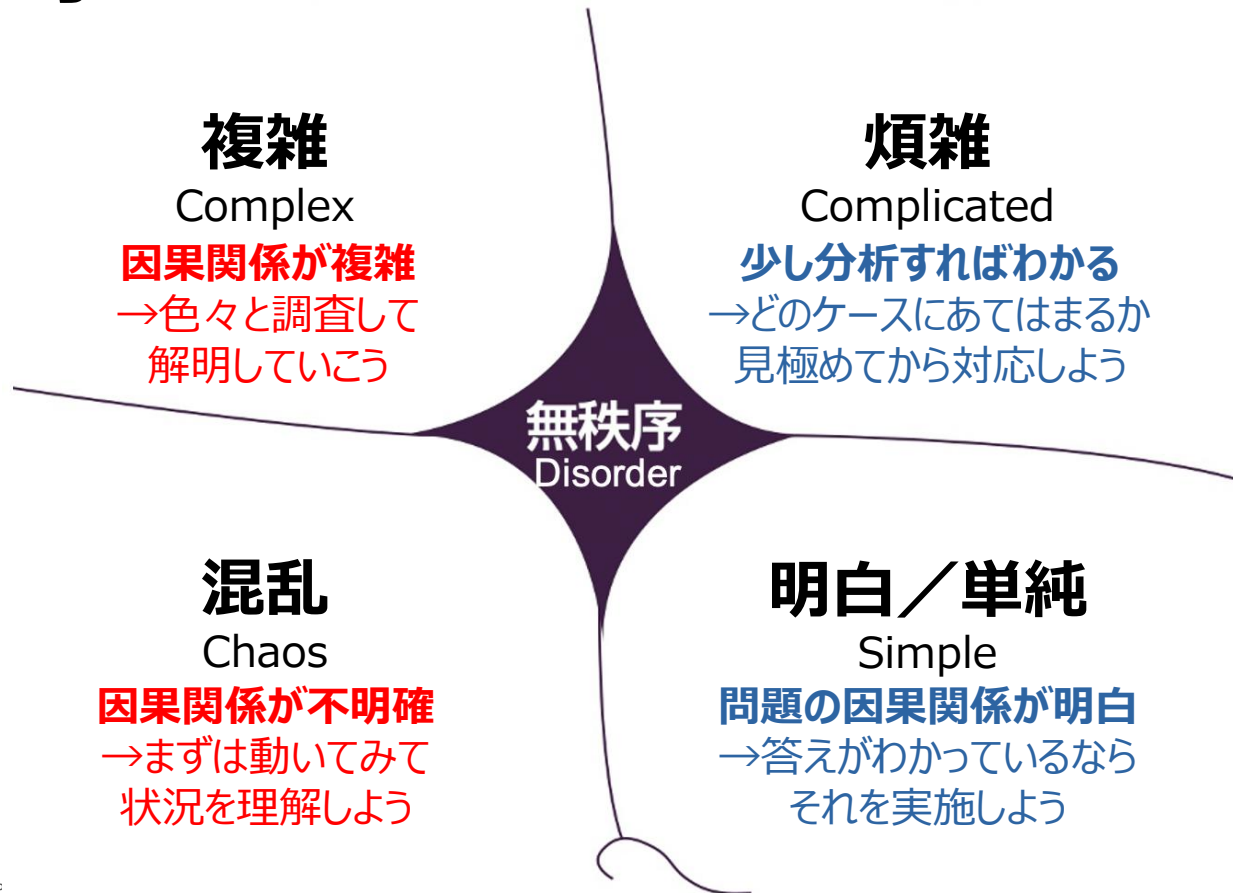 複雑
Complex
因果関係が複雑
→色々と調査して
解明していこう
煩雑
Complicated
少し分析すればわかる
→どのケースにあてはまるか
見極めてから対応しよう
無秩序
Disorder
混乱
Chaos
因果関係が不明確
→まずは動いてみて
状況を理解しよう
明白／単純
Simple
問題の因果関係が明白
→答えがわかっているなら
それを実施しよう